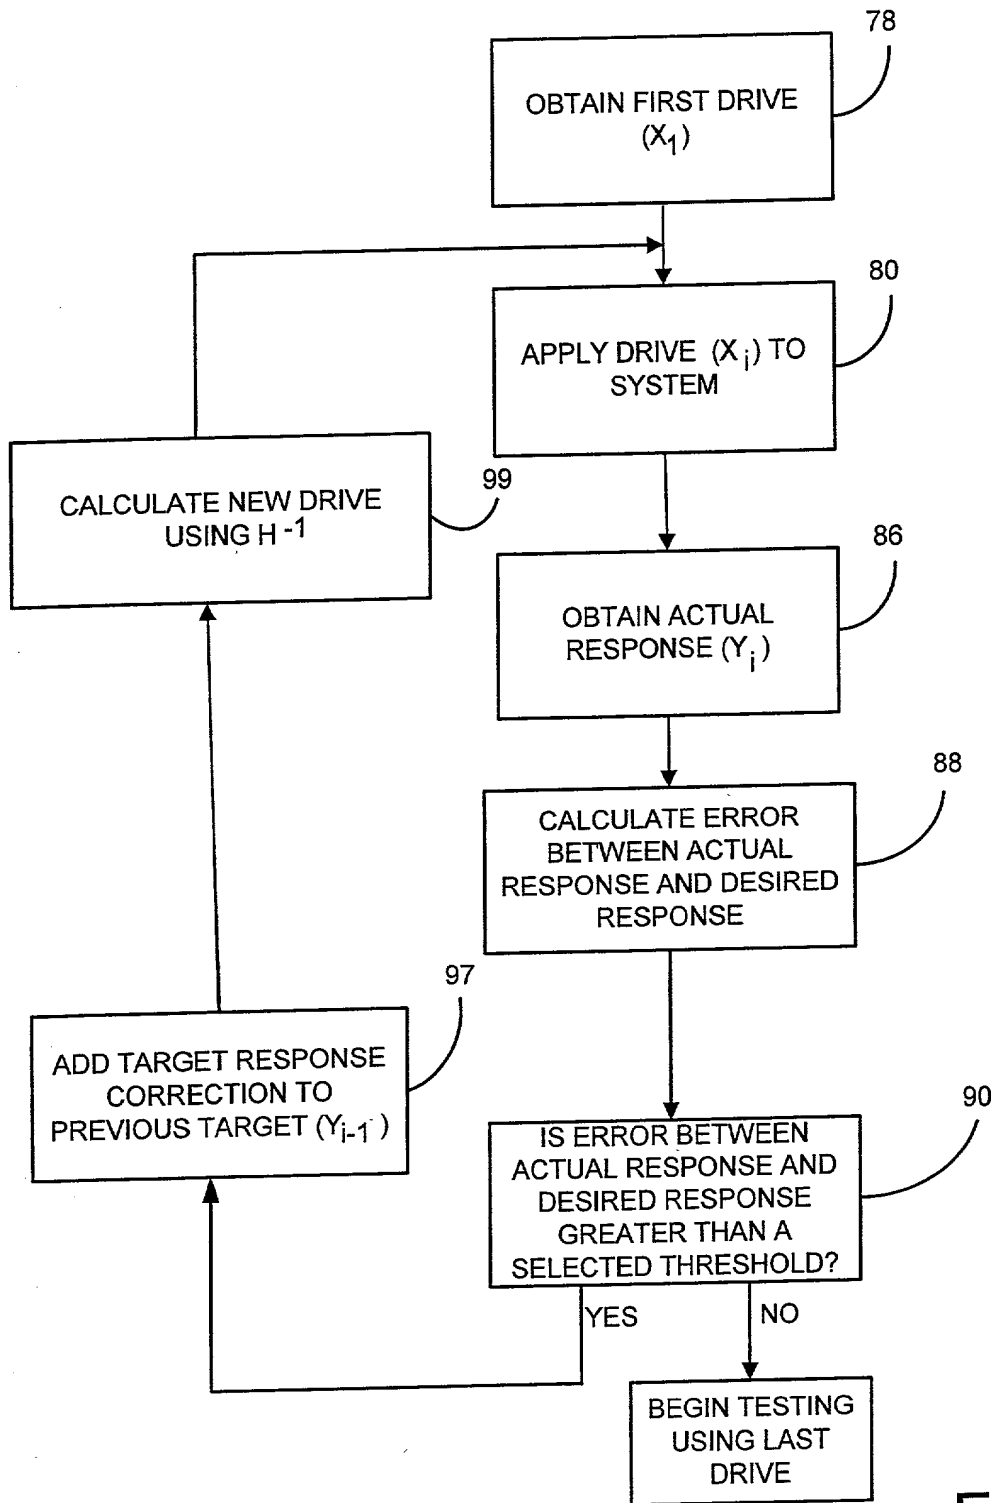 78
OBTAIN FIRST DRIVE
(X1)
80
APPLY DRIVE (Xi) TO
SYSTEM
99
CALCULATE NEW DRIVE
USING H-1
86
OBTAIN ACTUAL
RESPONSE (Yi)
88
CALCULATE ERROR
BETWEEN ACTUAL
RESPONSE AND DESIRED
RESPONSE
97
ADD TARGET RESPONSE
CORRECTION TO
PREVIOUS TARGET (Yi-1)
90
IS ERROR BETWEEN
ACTUAL RESPONSE AND
DESIRED RESPONSE
GREATER THAN A
SELECTED THRESHOLD?
YES
NO
BEGIN TESTING
USING LAST
DRIVE